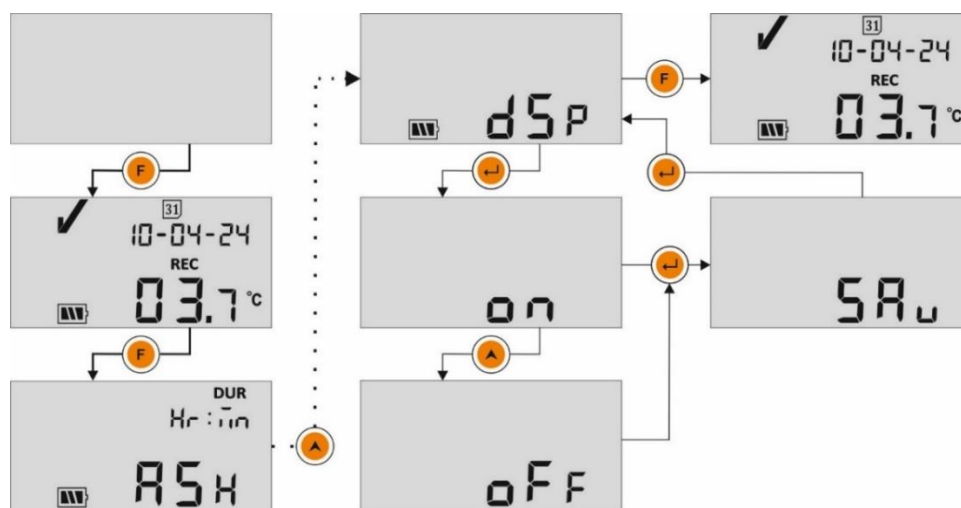 31
10-04-24
REC
03.7 °C
dSP
F
F
31
10-04-24
REC
03.7 °C
on
SAv
F
DUR
Hr:mn
ASH
oFF